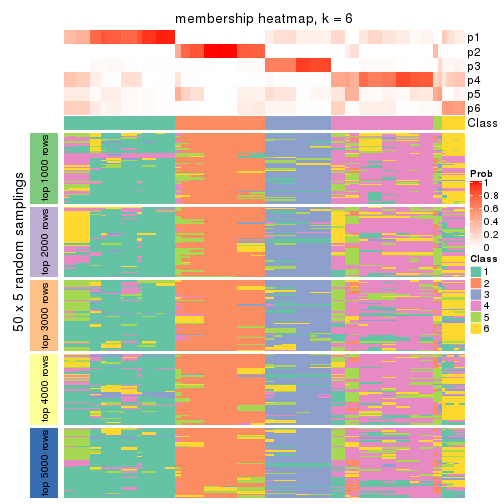 membership heatmap, k = 6
p1
p2
p3
p4
p5
p6
Class
50 x 5 random samplings
top 1000 rows
top 2000 rows
top 3000 rows
top 4000 rows
top 5000 rows
Prob
1
0.8
0.6
0.4
0.2
0
Class
1
2
3
4
5
6